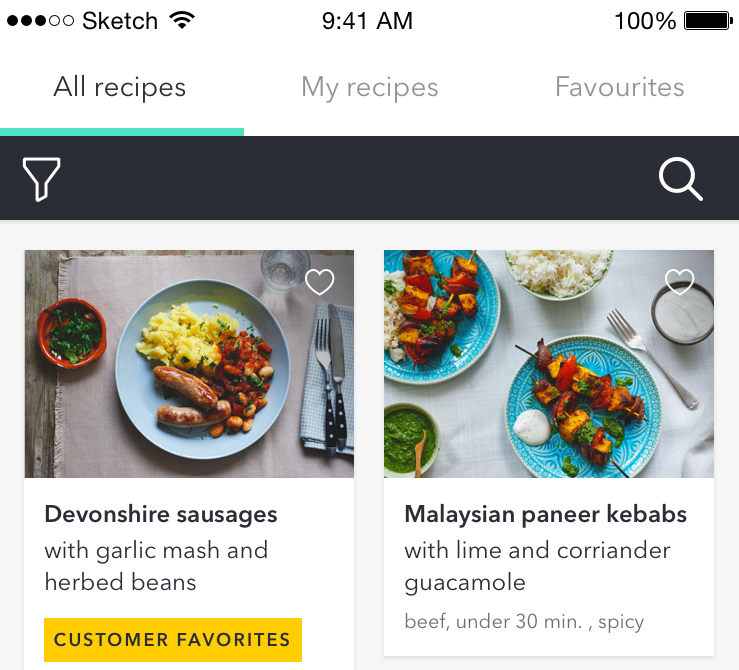 Sketch 9:41 AM 100%
All recipes My recipes Favourites
Devonshire sausages
with garlic mash and
herbed beans
CUSTOMER FAVORITES
Malaysian paneer kebabs
with lime and corriander
guacamole
beef, under 30 min. , spicy